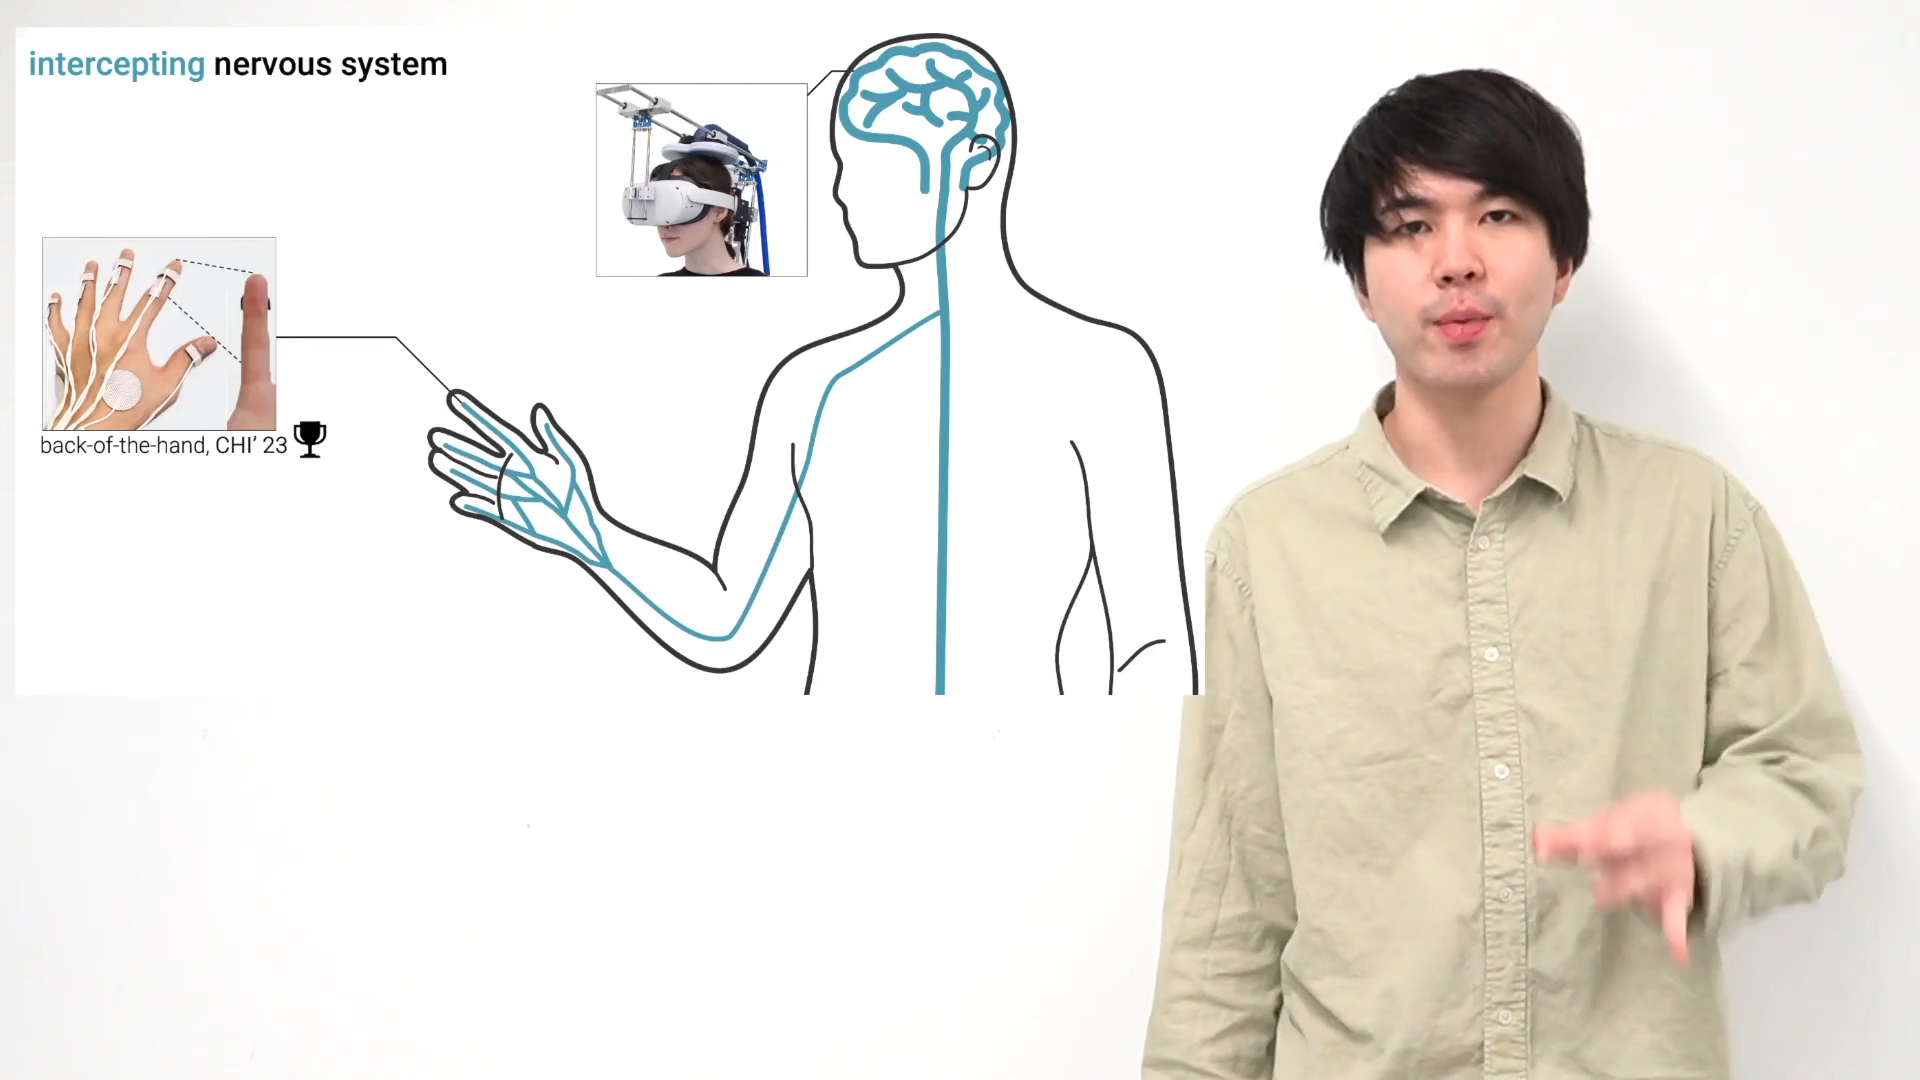 intercepting nervous system
back-of-the-hand, CHI' 23